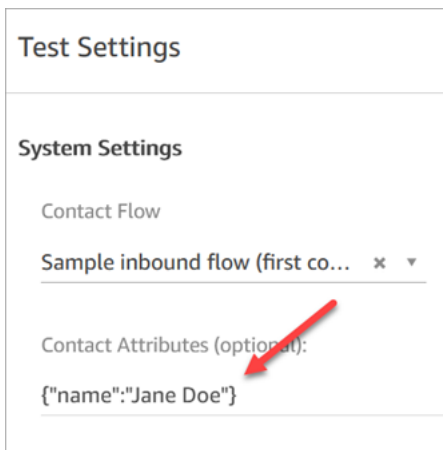 Test Settings
System Settings
Contact Flow
Sample inbound flow (first co...
Contact Attributes (optional):
{"name":"Jane Doe"}